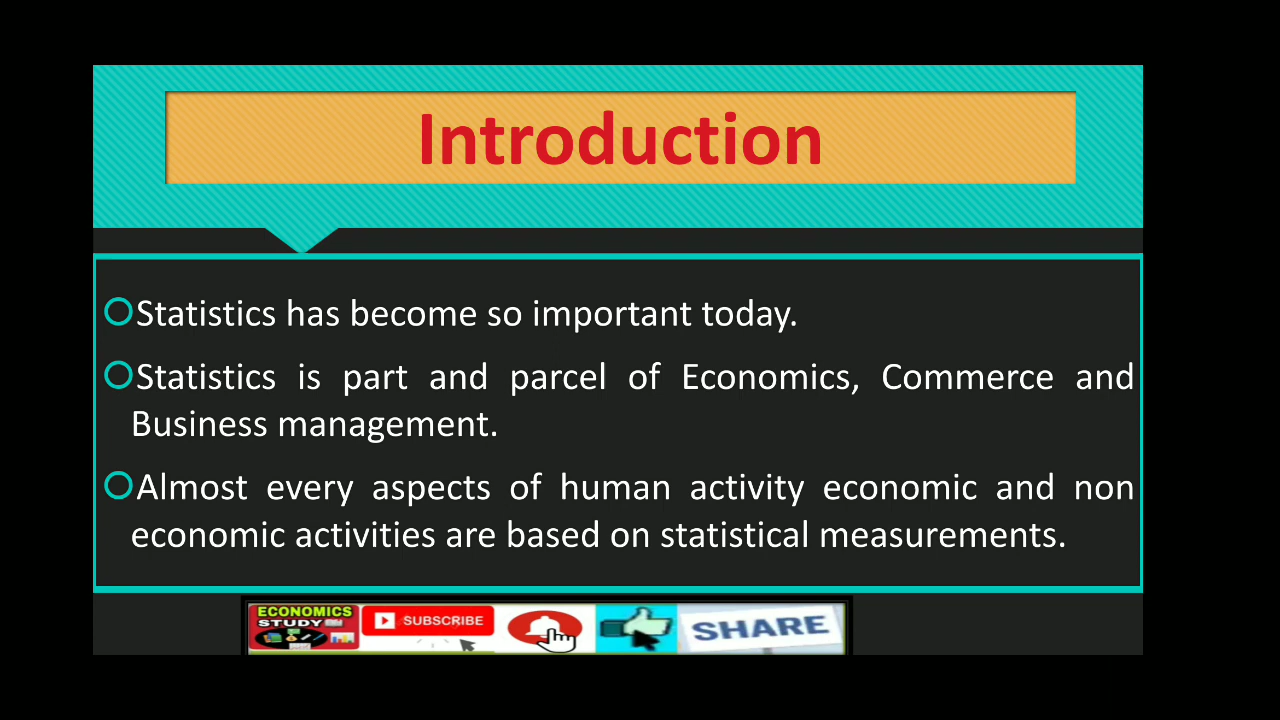 Introduction
Statistics has become so important today.
Statistics is part and parcel of Economics, Commerce and
Business management.
Almost every aspects of human activity economic and non
economic activities are based on statistical measurements.
ECONOMICS
STUDY
SUBSCRIBE
SHARE